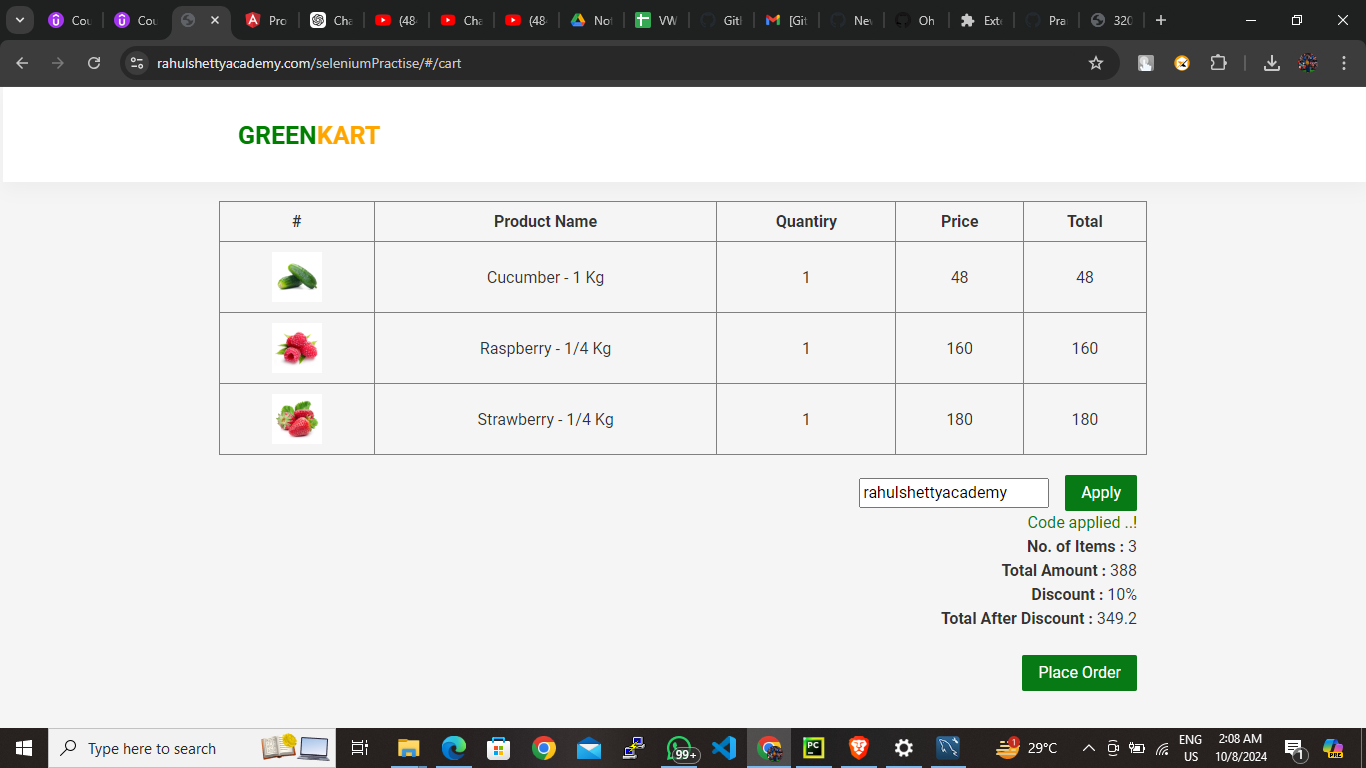 Cou
Cou
Pro
Cha
(48
Cha
(48
Not
VW
Gitl
[Git
Nev
Oh
Exte
Pra
320
rahulshettyacademy.com/seleniumPractise/#/cart
GREENKART
# Product Name Quantiry Price Total
Cucumber - 1 Kg 1 48 48
Raspberry - 1/4 Kg 1 160 160
Strawberry - 1/4 Kg 1 180 180
rahulshettyacademy Apply
Code applied ..!
No. of Items : 3
Total Amount : 388
Discount : 10%
Total After Discount : 349.2
Place Order
Type here to search
99+
PC
1
29°C
ENG
US
2:08 AM
10/8/2024
1
PRE